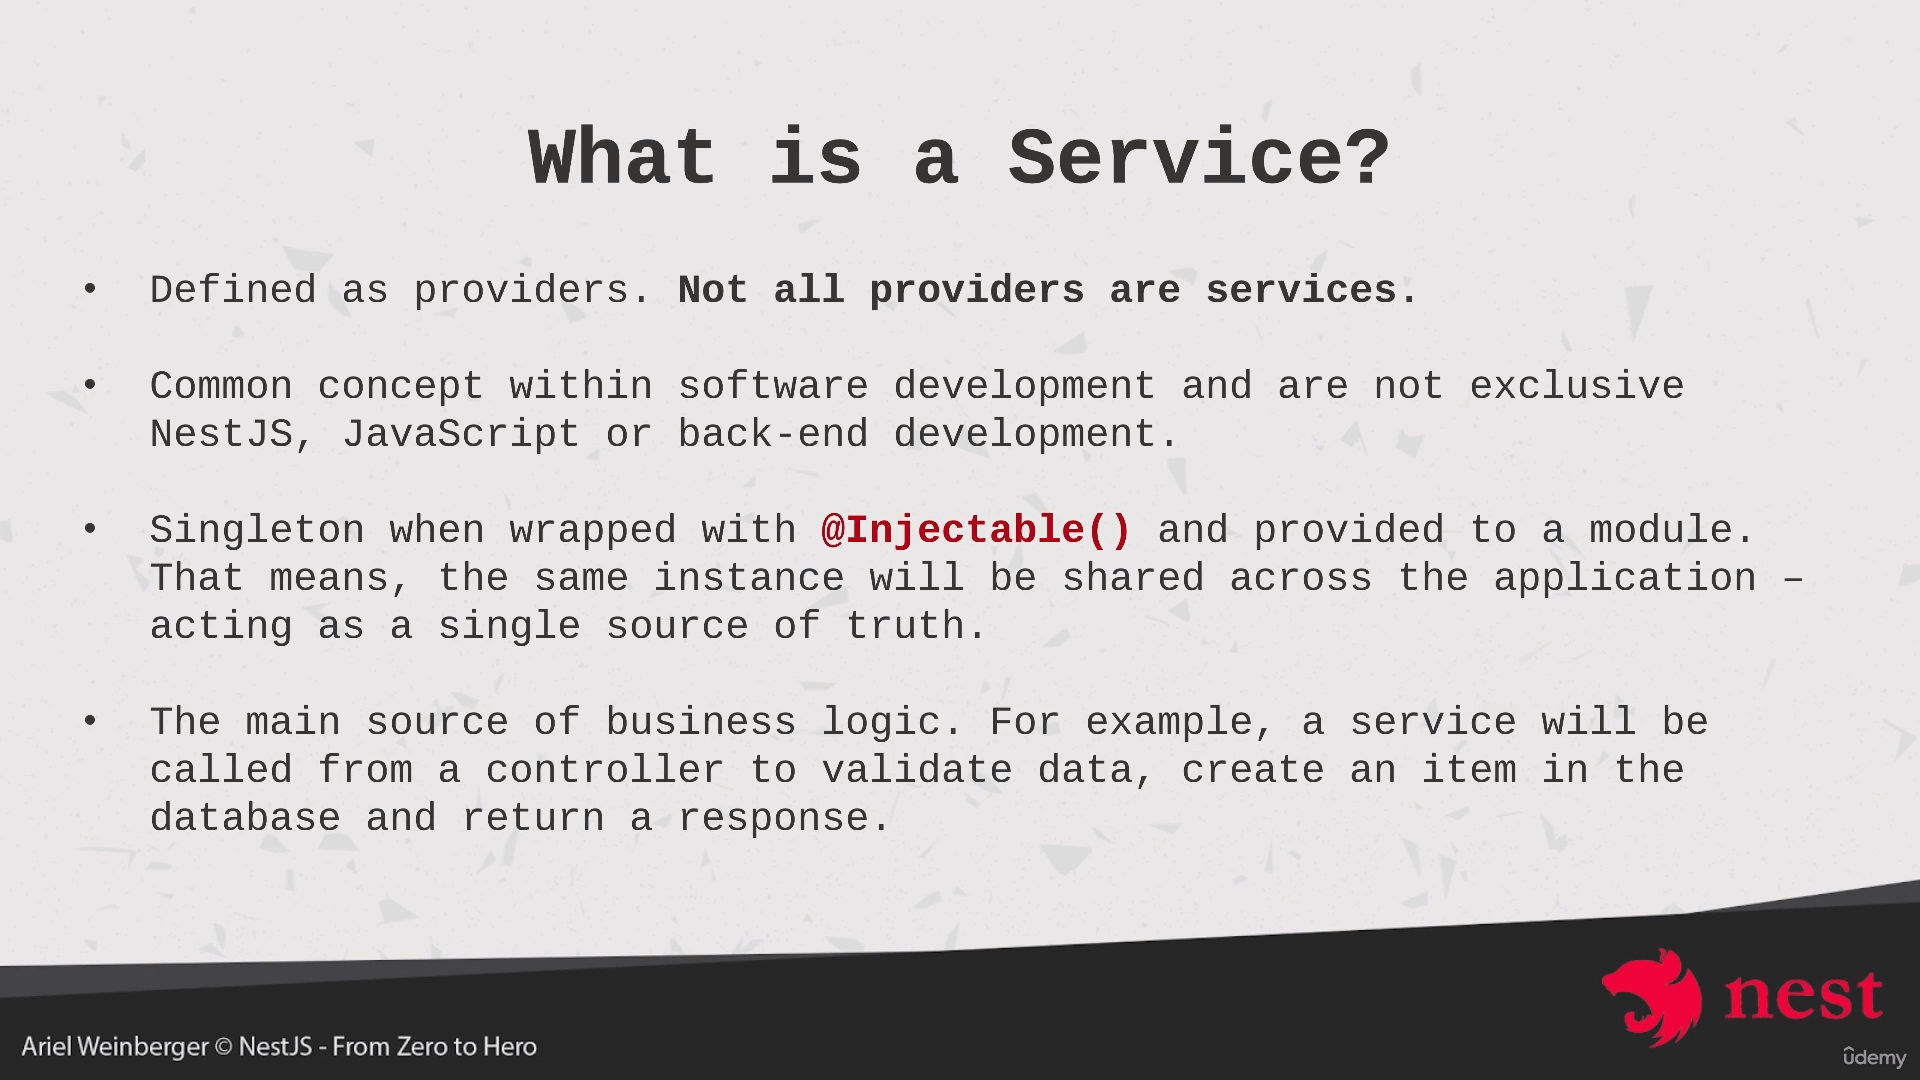 What is a Service?
• Defined as providers. Not all providers are services.
• Common concept within software development and are not exclusive
NestJS, JavaScript or back-end development.
• Singleton when wrapped with @Injectable() and provided to a module.
That means, the same instance will be shared across the application –
acting as a single source of truth.
• The main source of business logic. For example, a service will be
called from a controller to validate data, create an item in the
database and return a response.
nest
Ariel Weinberger © NestJS - From Zero to Hero
ûdemy